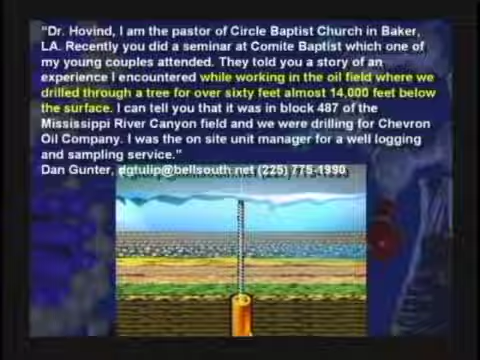 "Dr. Hovind, I am the pastor of Circle Baptist Church in Baker,
LA. Recently you did a seminar at Comite Baptist which one of
my young couples attended. They told you a story of an
experience I encountered while working in the oil field where we
drilled through a tree for over sixty feet almost 14,000 feet below
the surface. I can tell you that it was in block 487 of the
Mississippi River Canyon field and we were drilling for Chevron
Oil Company. I was the on site unit manager for a well logging
and sampling service."
Dan Gunter, dgtulip@bellsouth.net (225) 775-1990